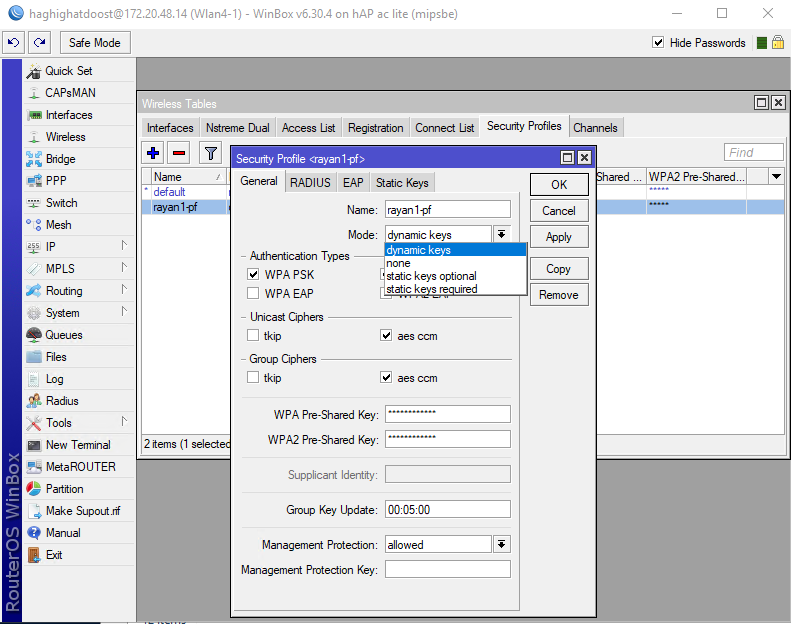 haghighatdoost@172.20.48.14 (Wlan4-1) - WinBox v6.30.4 on hAP ac lite (mipsbe)
Safe Mode
Hide Passwords
Quick Set
CAPsMAN
Interfaces
Wireless
Bridge
PPP
Switch
Mesh
IP
MPLS
Routing
System
Queues
Files
Log
Radius
Tools
New Terminal
MetaROUTER
Partition
Make Supout.rif
Manual
Exit
RouterOS WinBox
Wireless Tables
Interfaces Nstreme Dual Access List Registration Connect List Security Profiles Channels
Find
Name / Shared ... WPA2 Pre-Shared...
* default *****
rayan1-pf *****
2 items (1 selected
Security Profile <rayan1-pf>
General RADIUS EAP Static Keys
Name: rayan1-pf
Mode: dynamic keys
dynamic keys
none
static keys optional
static keys required
Authentication Types
WPA PSK
WPA EAP
Unicast Ciphers
tkip aes ccm
Group Ciphers
tkip aes ccm
WPA Pre-Shared Key: ************
WPA2 Pre-Shared Key: ************
Supplicant Identity:
Group Key Update: 00:05:00
Management Protection: allowed
Management Protection Key:
OK
Cancel
Apply
Copy
Remove